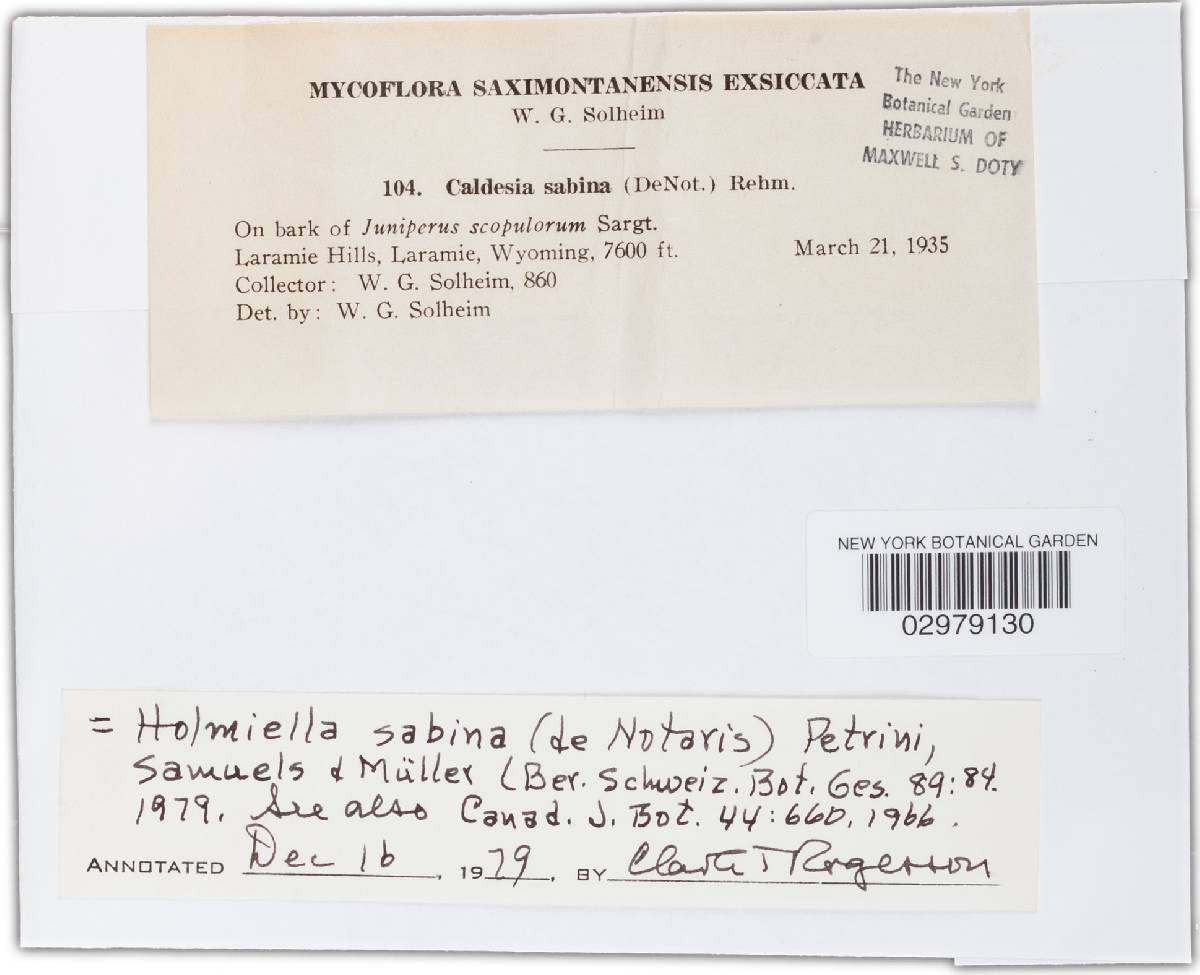 MYCOFLORA SAXIMONTANENSIS EXSICCATA
W. G. Solheim
The New York
Botanical Garden
HERBARIUM OF
MAXWELL S. DOTY
104. Caldesia sabina (DeNot.) Rehm.
On bark of Juniperus scopulorum Sargt.
Laramie Hills, Laramie, Wyoming, 7600 ft. March 21, 1935
Collector: W. G. Solheim, 860
Det. by: W. G. Solheim
NEW YORK BOTANICAL GARDEN
02979130
= Holmiella sabina (de Notaris) Petrini,
Samuels & Müller (Ber. Schweiz. Bot. Ges. 89:84.
1979. See also Canad. J. Bot. 44:660, 1966.
ANNOTATED Dec 16, 1979. BY Clark T Rogerson